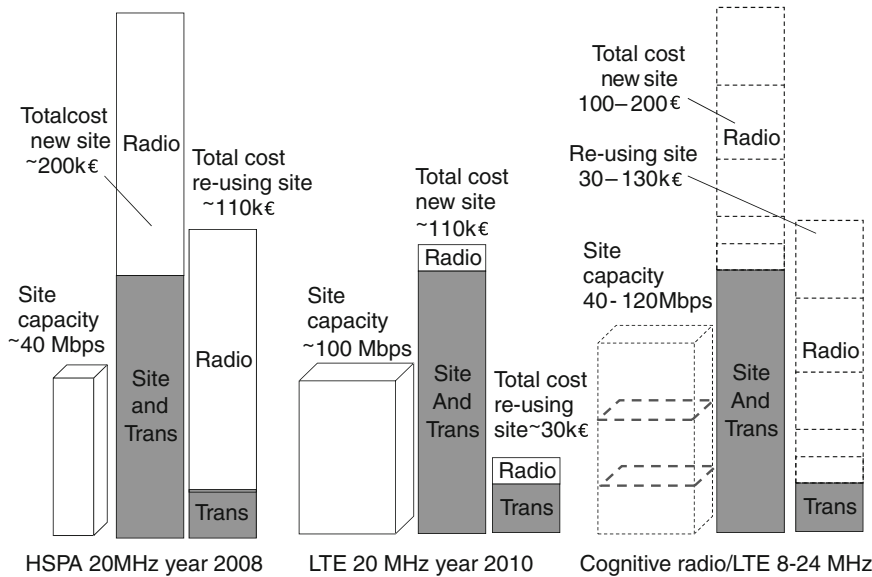 Totalcost
new site
~200k€
Radio
Total cost
re-using site
~110k€
Site
capacity
~40 Mbps
Site
and
Trans
Radio
Trans
HSPA 20MHz year 2008
Total cost
new site
~110k€
Radio
Site
capacity
~100 Mbps
Site
And
Trans
Total cost
re-using
site~30k€
Radio
Trans
LTE 20 MHz year 2010
Total cost
new site
100–200€
Radio
Re-using site
30–130k€
Site
capacity
40-120Mbps
Site
And
Trans
Radio
Trans
Cognitive radio/LTE 8-24 MHz